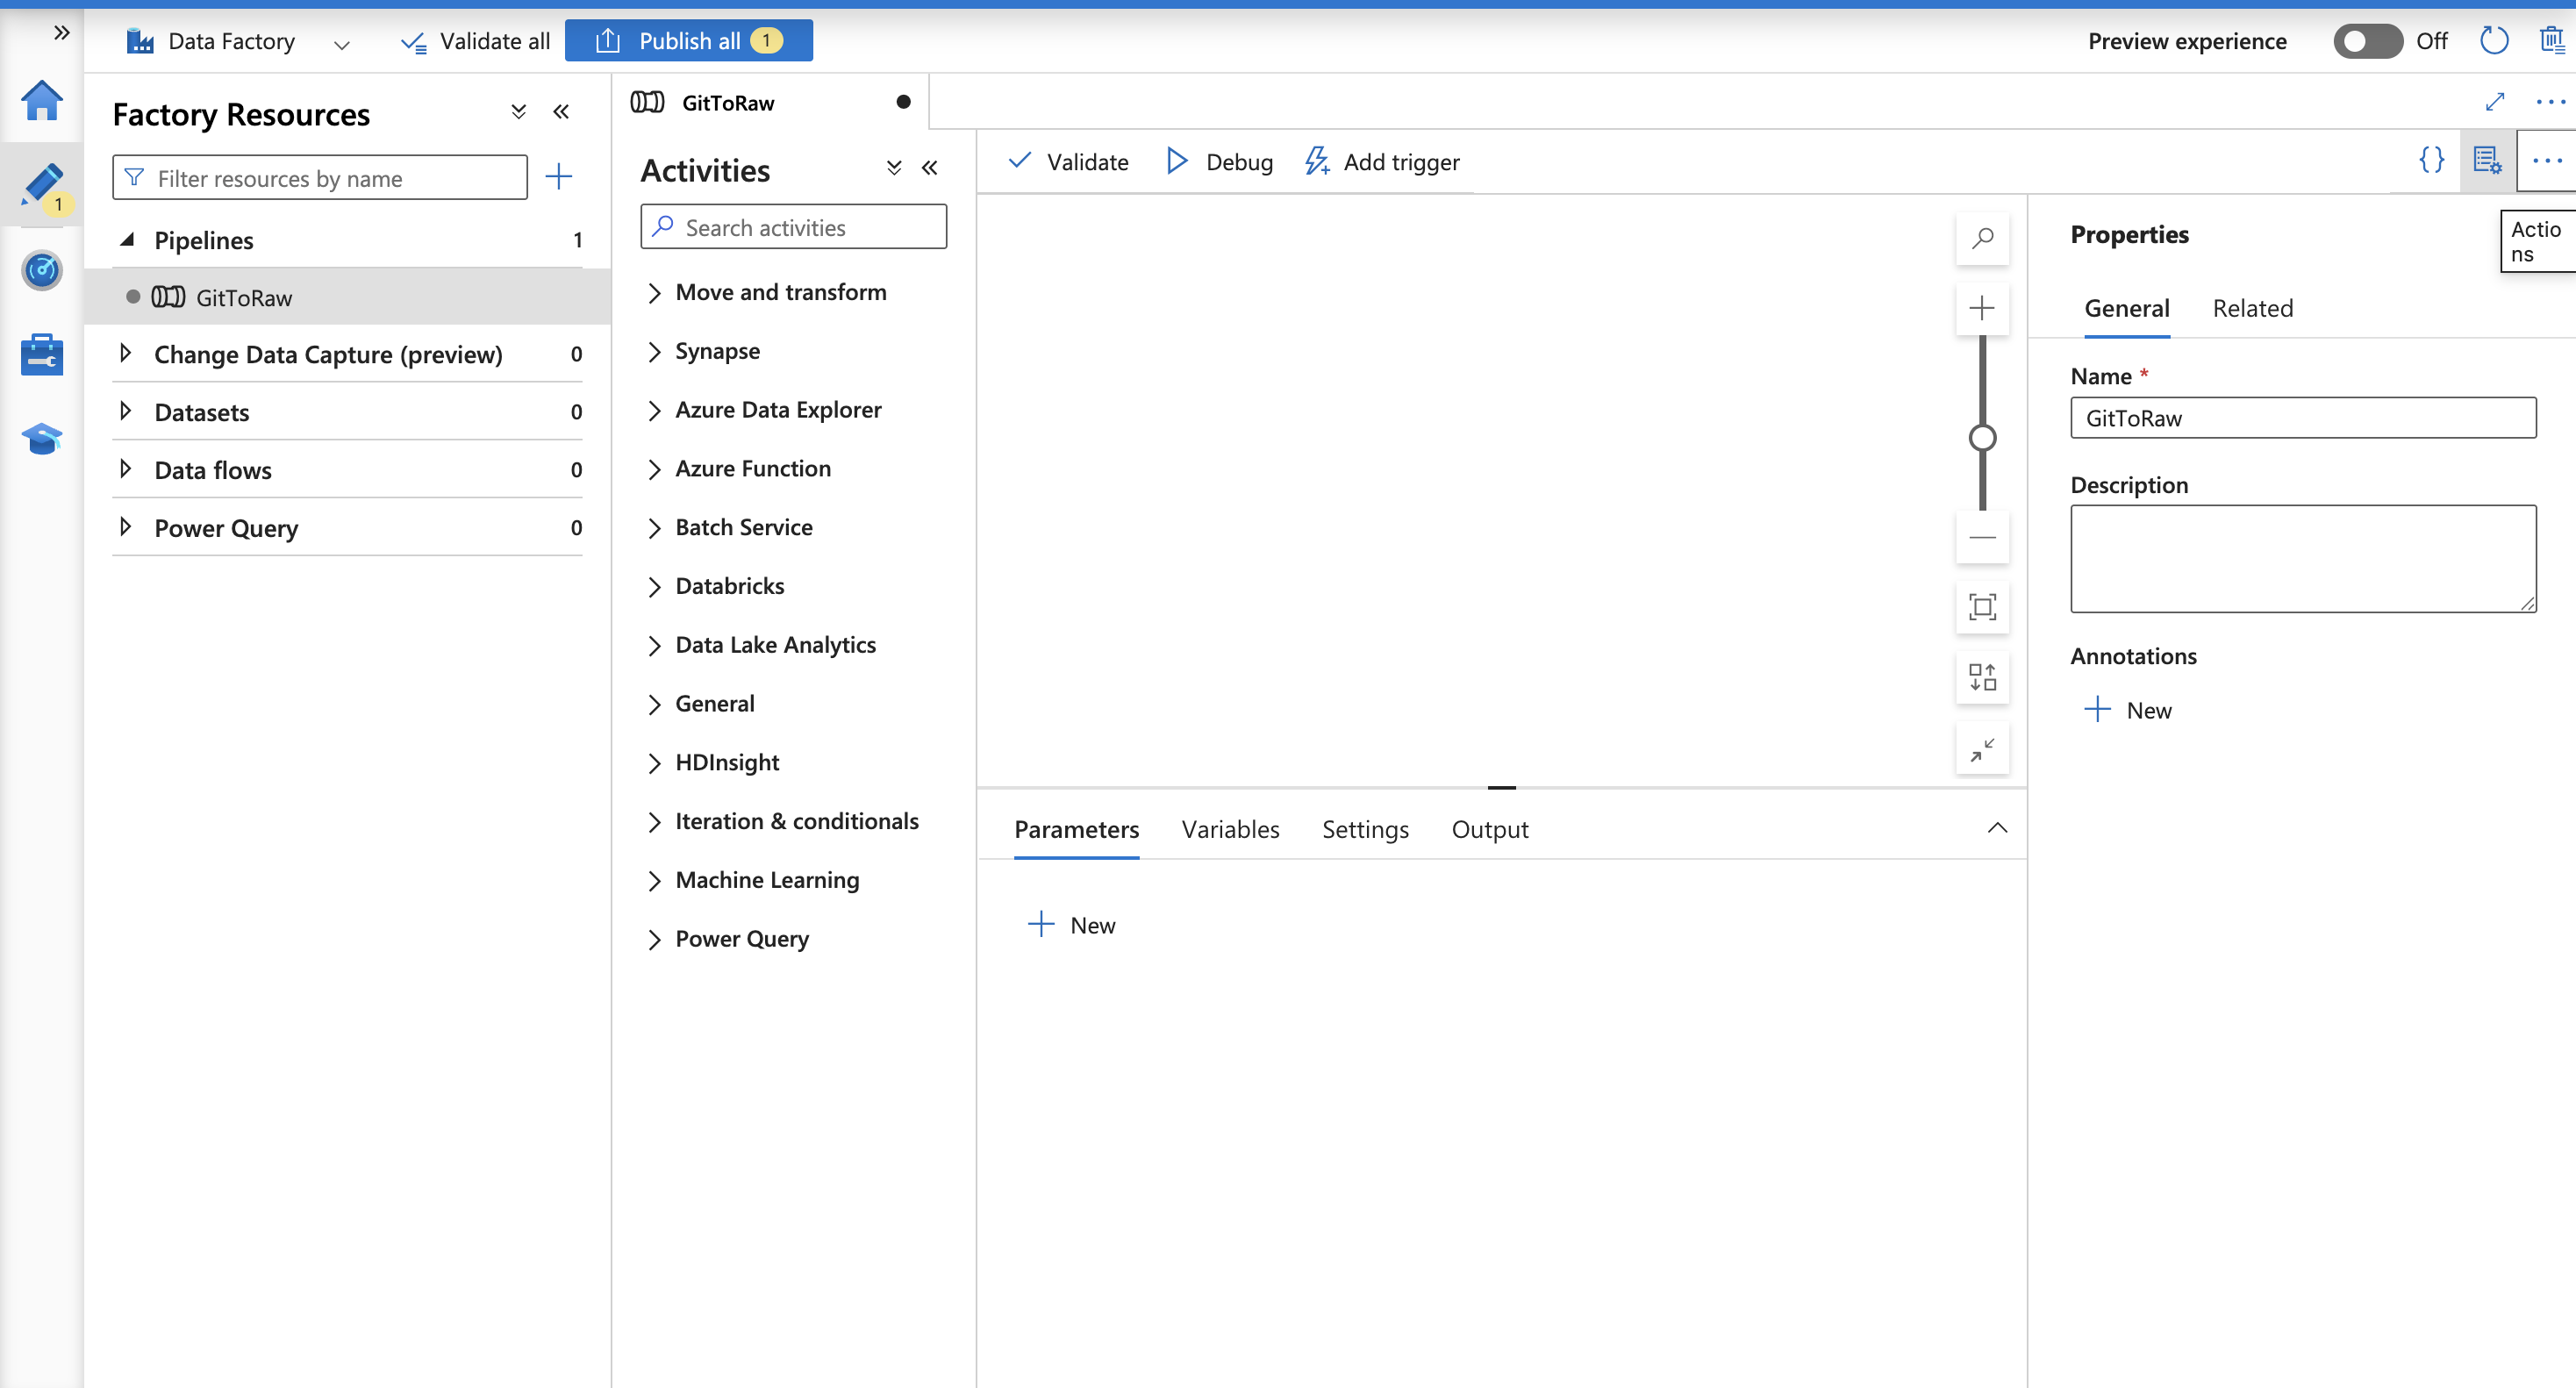 Data Factory
Validate all
Publish all 1
Preview experience
Off
Factory Resources
Filter resources by name
1
Pipelines 1
GitToRaw
Change Data Capture (preview) 0
Datasets 0
Data flows 0
Power Query 0
GitToRaw
Activities
Search activities
Move and transform
Synapse
Azure Data Explorer
Azure Function
Batch Service
Databricks
Data Lake Analytics
General
HDInsight
Iteration & conditionals
Machine Learning
Power Query
Validate
Debug
Add trigger
{}
Parameters
Variables
Settings
Output
New
Properties
Actio
ns
General
Related
Name *
GitToRaw
Description
Annotations
New